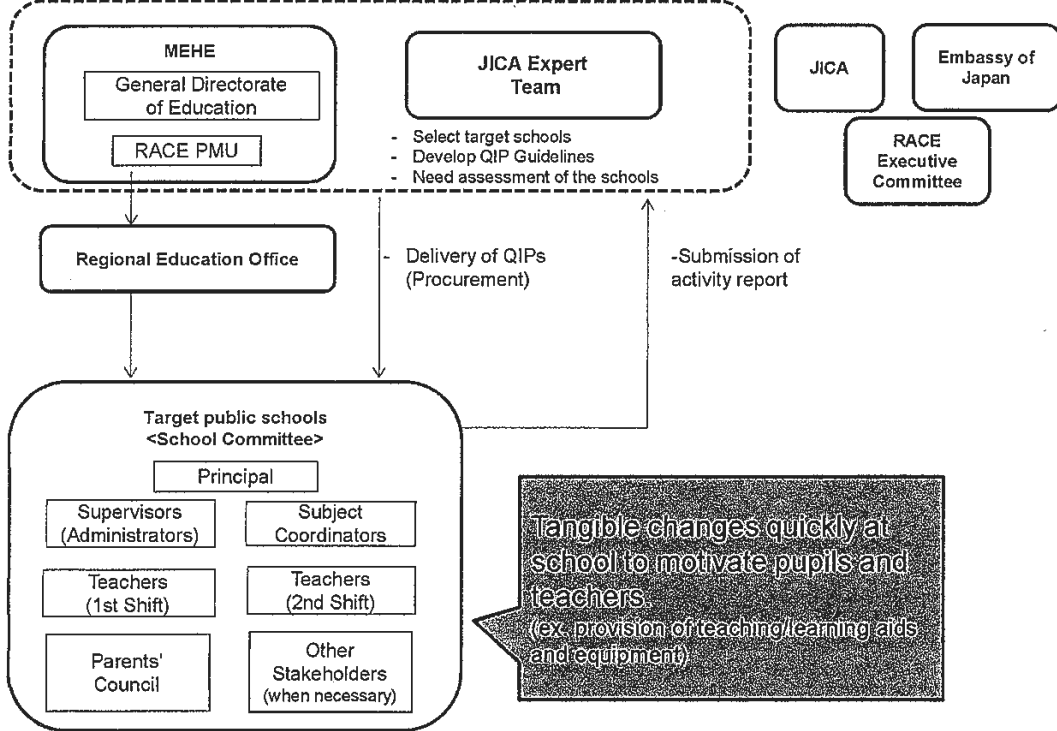 MEHE
General Directorate
of Education
RACE PMU
JICA Expert
Team
- Select target schools
- Develop QIP Guidelines
- Need assessment of the schools
JICA
Embassy of
Japan
RACE
Executive
Committee
Regional Education Office
- Delivery of QIPs
(Procurement)
-Submission of
activity report
Target public schools
<School Committee>
Principal
Supervisors
(Administrators)
Subject
Coordinators
Teachers
(1st Shift)
Teachers
(2nd Shift)
Parents'
Council
Other
Stakeholders
(when necessary)
Tangible changes quickly at
school to motivate pupils and
teachers.
(ex. provision of teaching/learning aids
and equipment)